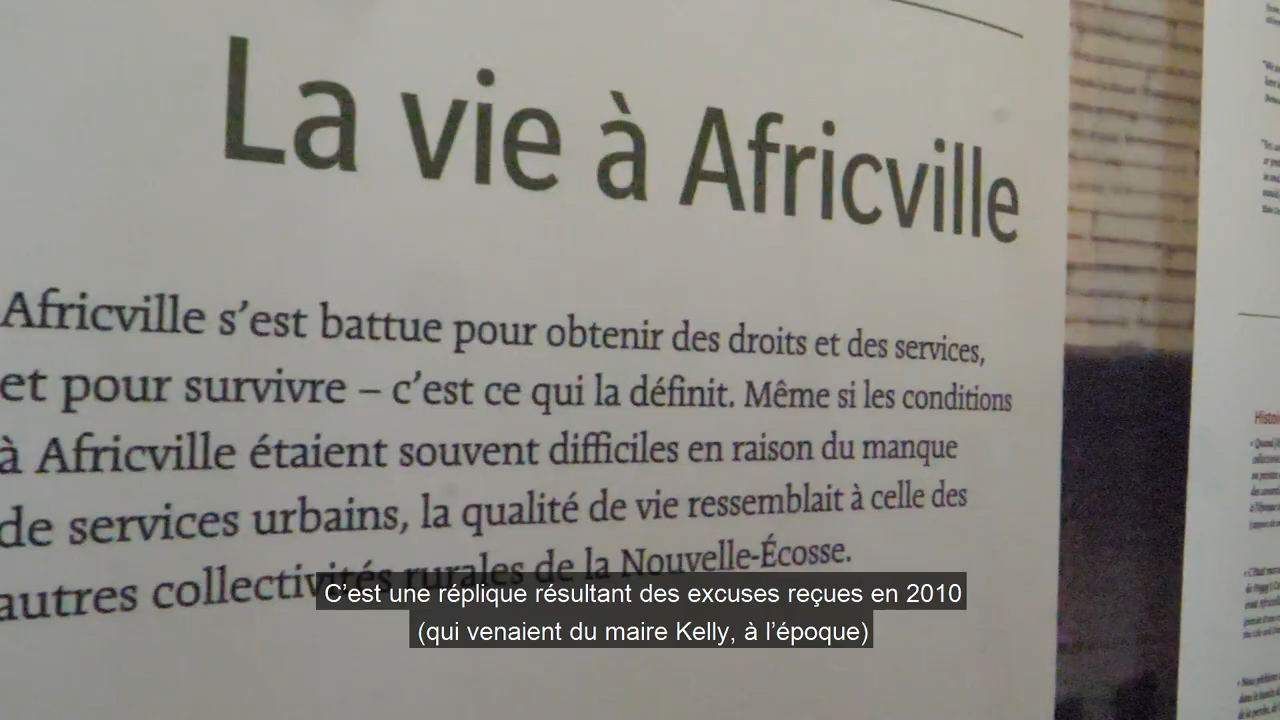 La vie à Africville
Africville s'est battue pour obtenir des droits et des services,
et pour survivre – c'est ce qui la définit. Même si les conditions
à Africville étaient souvent difficiles en raison du manque
de services urbains, la qualité de vie ressemblait à celle des
autres collectivités rurales de la Nouvelle-Écosse.
C'est une réplique résultant des excuses reçues en 2010
(qui venaient du maire Kelly, à l'époque)